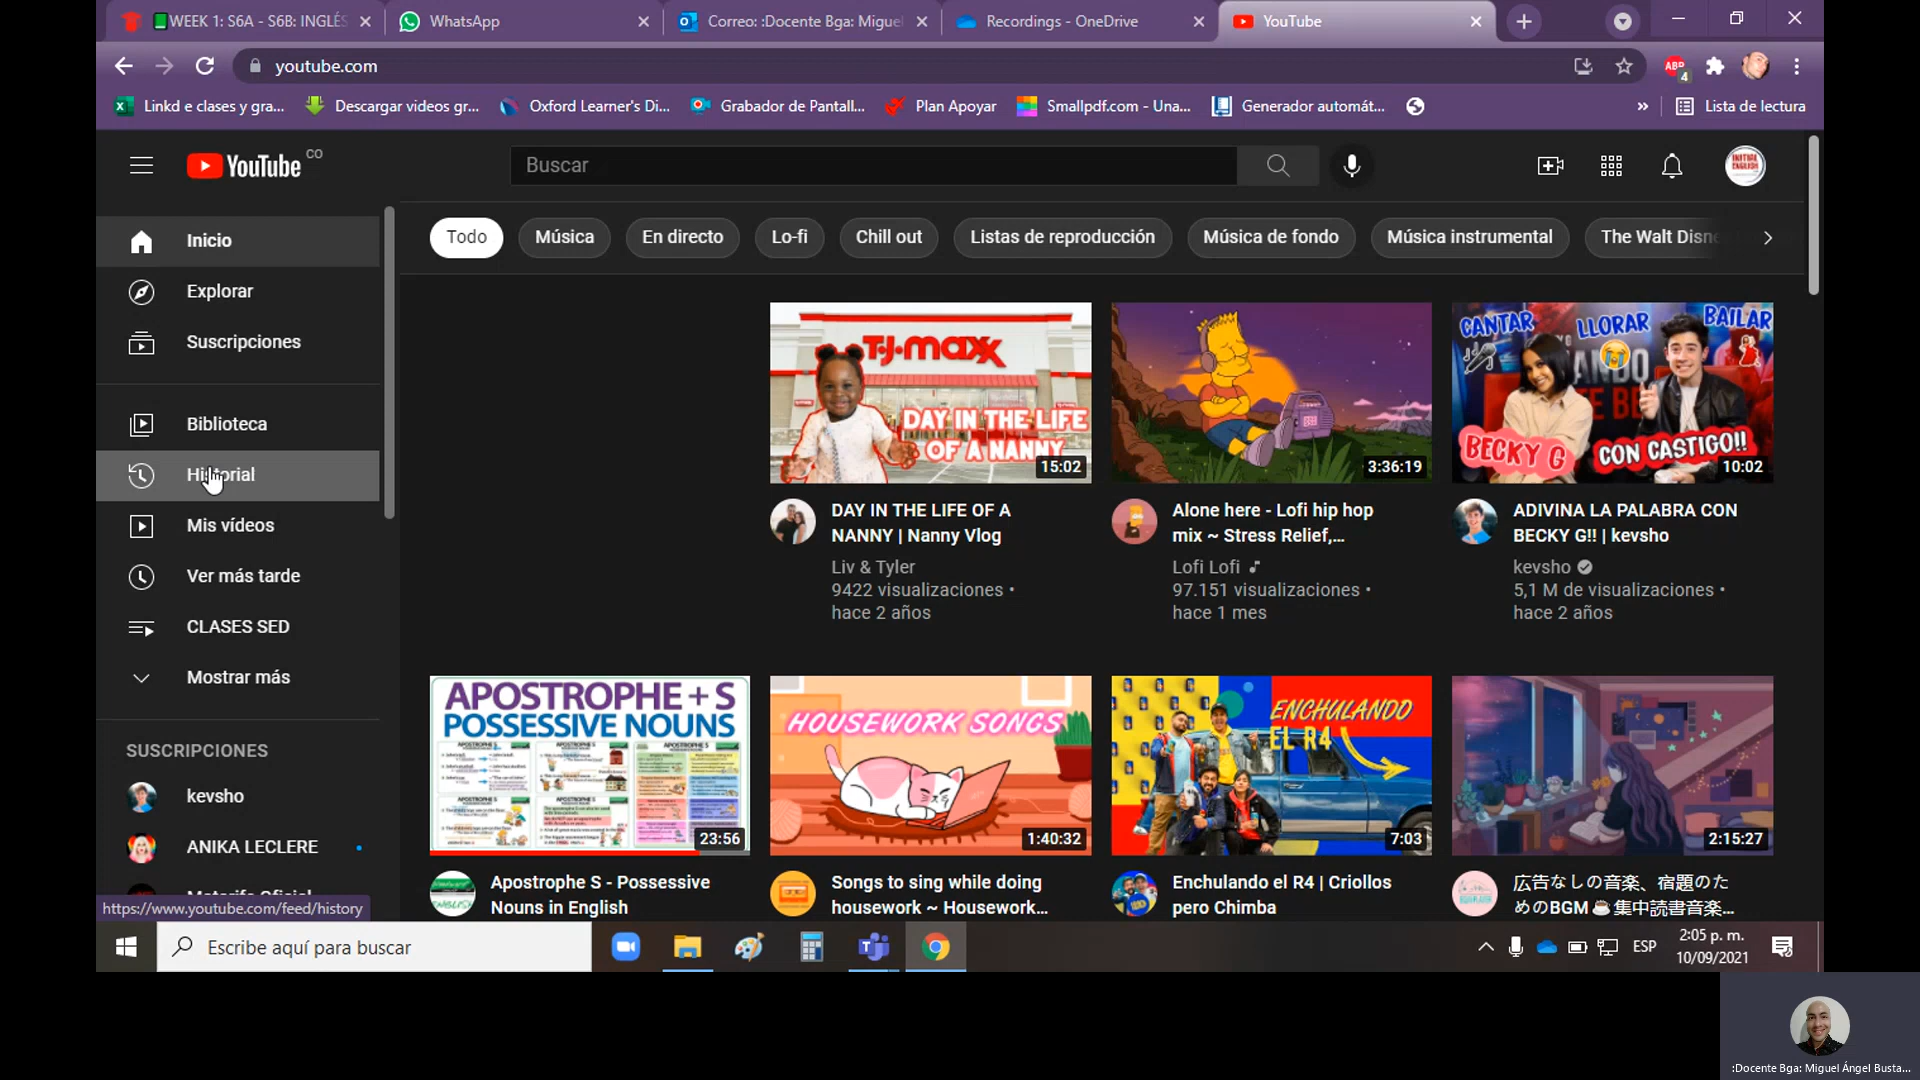 WEEK 1: S6A - S6B: INGLÉS
WhatsApp
Correo: :Docente Bga: Miguel
Recordings - OneDrive
YouTube
youtube.com
ABP
4
Linkd e clases y gra...
Descargar videos gr...
Oxford Learner's Di...
Grabador de Pantall...
Plan Apoyar
Smallpdf.com - Una...
Generador automát...
»
Lista de lectura
YouTube CO
Buscar
INITIAL ENGLISH
Inicio
Explorar
Suscripciones
Biblioteca
Historial
Mis vídeos
Ver más tarde
CLASES SED
Mostrar más
SUSCRIPCIONES
kevsho
ANIKA LECLERE
https://www.youtube.com/feed/history
Todo
Música
En directo
Lo-fi
Chill out
Listas de reproducción
Música de fondo
Música instrumental
The Walt Disn
T·J·maxx
DAY IN THE LIFE
OF A NANNY
15:02
DAY IN THE LIFE OF A
NANNY | Nanny Vlog
Liv & Tyler
9422 visualizaciones •
hace 2 años
3:36:19
Alone here - Lofi hip hop
mix ~ Stress Relief,...
Lofi Lofi
97.151 visualizaciones •
hace 1 mes
CANTAR
LLORAR
BAILAR
BECKY G
CON CASTIGO!!
10:02
ADIVINA LA PALABRA CON
BECKY G!! | kevsho
kevsho
5,1 M de visualizaciones •
hace 2 años
APOSTROPHE + S
POSSESSIVE NOUNS
23:56
Apostrophe S - Possessive
Nouns in English
HOUSEWORK SONGS
1:40:32
Songs to sing while doing
housework ~ Housework...
ENCHULANDO
EL R4
7:03
Enchulando el R4 | Criollos
pero Chimba
2:15:27
広告なしの音楽、宿題のた
めのBGM☕集中読書音楽...
Escribe aquí para buscar
ESP
2:05 p. m.
10/09/2021
:Docente Bga: Miguel Ángel Busta...